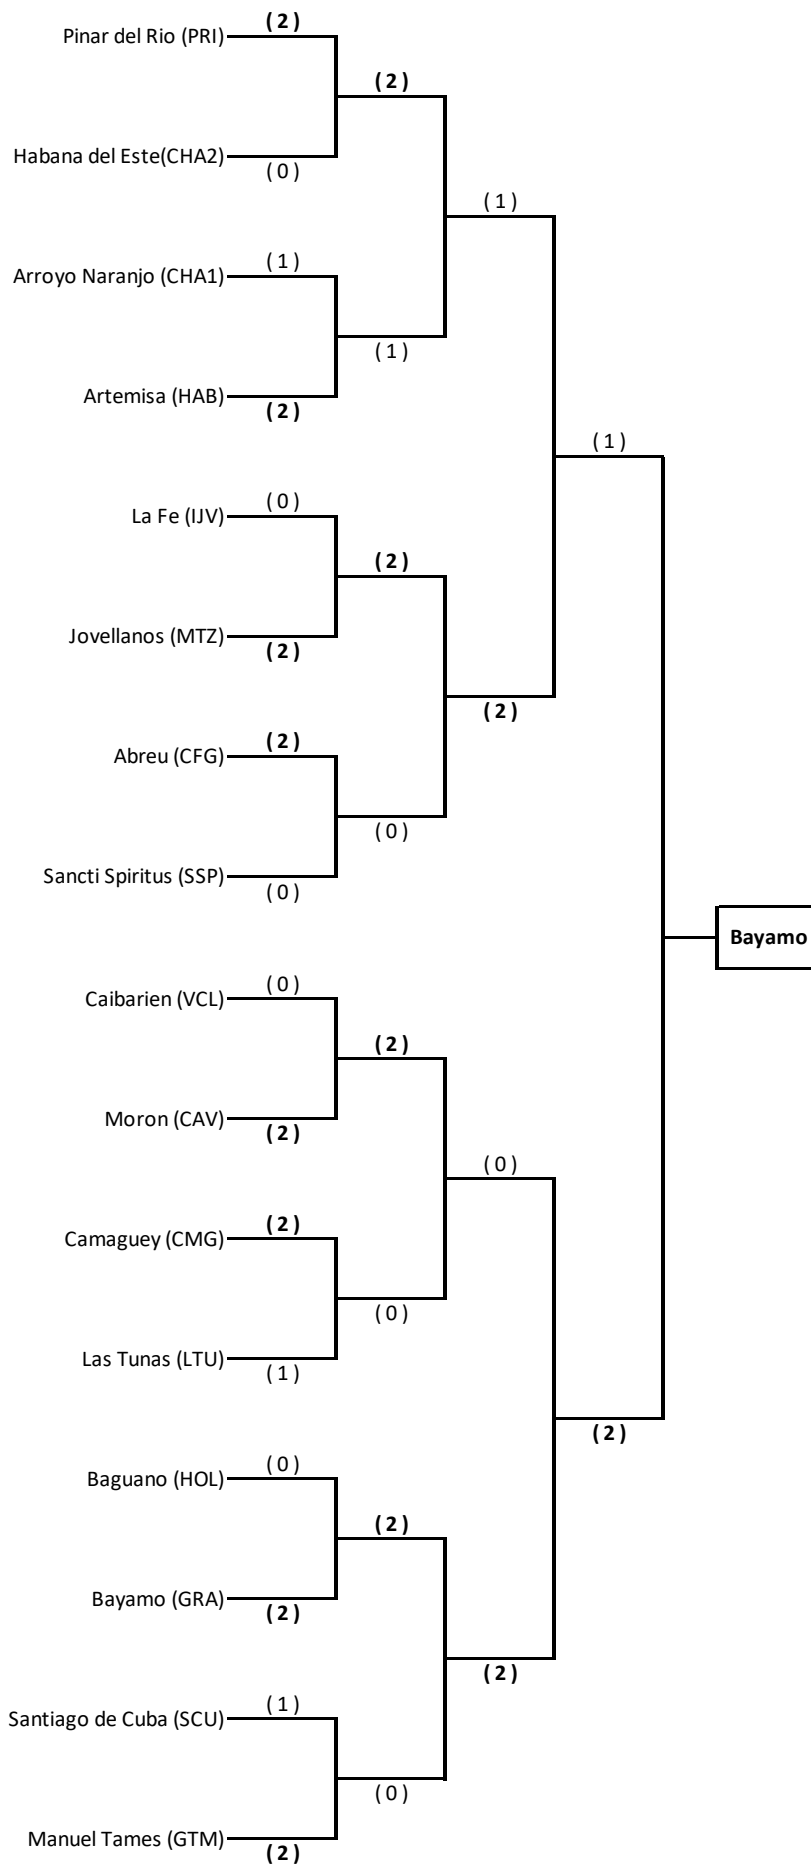 ( 2 )
Pinar del Rio (PRI)
( 2 )
Habana del Este(CHA2)
( 0 )
( 1 )
Arroyo Naranjo (CHA1)
( 1 )
( 1 )
Artemisa (HAB)
( 2 )
( 1 )
La Fe (IJV)
( 0 )
( 2 )
Jovellanos (MTZ)
( 2 )
( 2 )
Abreu (CFG)
( 2 )
( 0 )
Sancti Spiritus (SSP)
( 0 )
Bayamo
Caibarien (VCL)
( 0 )
( 2 )
Moron (CAV)
( 2 )
( 0 )
Camaguey (CMG)
( 2 )
( 0 )
Las Tunas (LTU)
( 1 )
( 2 )
Baguano (HOL)
( 0 )
( 2 )
Bayamo (GRA)
( 2 )
( 2 )
Santiago de Cuba (SCU)
( 1 )
( 0 )
Manuel Tames (GTM)
( 2 )